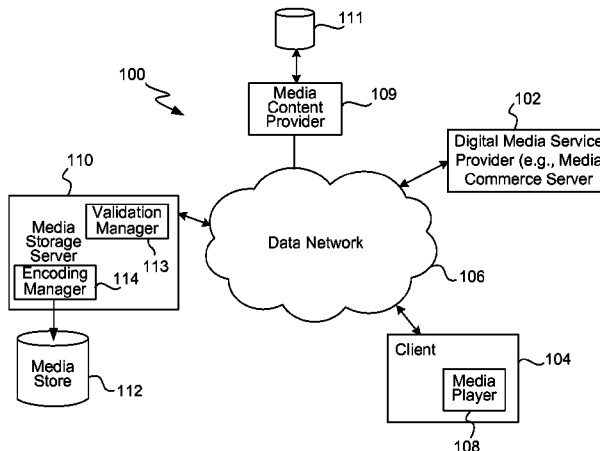 111
100
Media
Content
Provider
109
102
Digital Media Service
Provider (e.g., Media
Commerce Server
110
Validation
Manager
Media
Storage
Server
113
114
Encoding
Manager
Data Network
106
Media
Store
112
Client
104
Media
Player
108